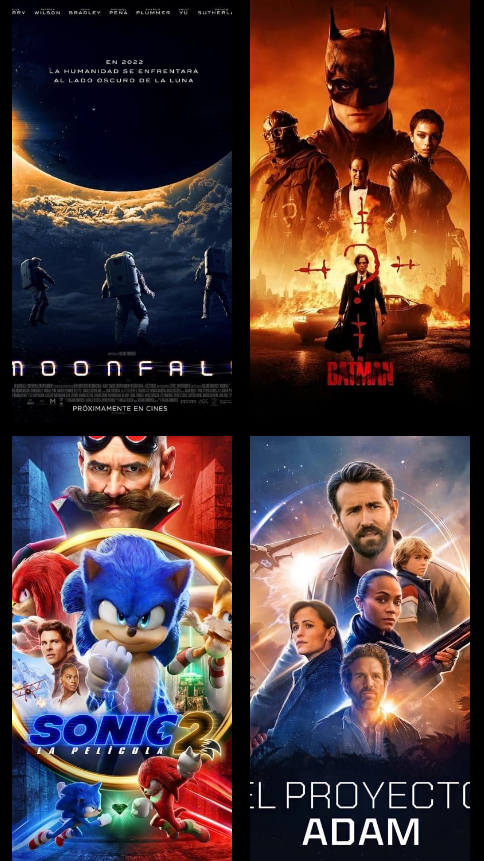 WILSON BRADLEY PEÑA PLUMMER YU
EN 2022
LA HUMANIDAD SE ENFRENTARÁ
AL LADO OSCURO DE LA LUNA
MOONFALL
PRÓXIMAMENTE EN CINES
THE
BATMAN
SONIC 2
LA PELÍCULA
EL PROYECTO
ADAM